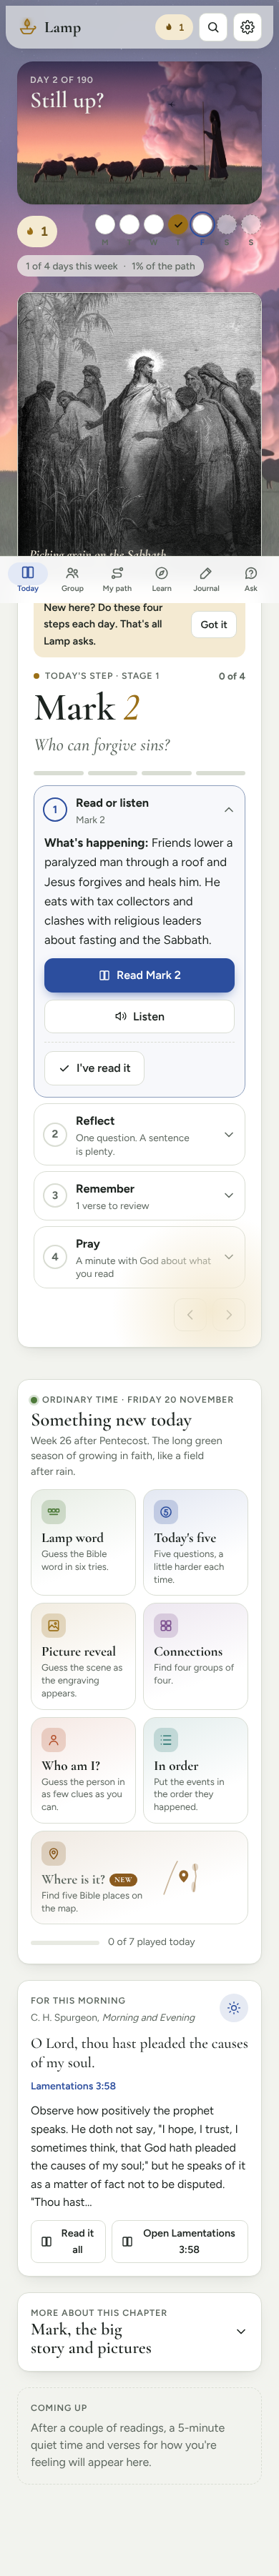 Lamp
1
DAY 2 OF 190
Still up?
1
M T W T F S S
1 of 4 days this week · 1% of the path
Picking grain on the Sabbath
Today
Group
My path
Learn
Journal
Ask
New here? Do these four
steps each day. That's all
Lamp asks.
Got it
TODAY'S STEP · STAGE 1
0 of 4
Mark 2
Who can forgive sins?
1
Read or listen
Mark 2
What's happening: Friends lower a
paralyzed man through a roof and
Jesus forgives and heals him. He
eats with tax collectors and
clashes with religious leaders
about fasting and the Sabbath.
Read Mark 2
Listen
I've read it
2
Reflect
One question. A sentence
is plenty.
3
Remember
1 verse to review
4
Pray
A minute with God about what
you read
ORDINARY TIME · FRIDAY 20 NOVEMBER
Something new today
Week 26 after Pentecost. The long green
season of growing in faith, like a field
after rain.
Lamp word
Guess the Bible
word in six tries.
Today's five
Five questions, a
little harder each
time.
Picture reveal
Guess the scene as
the engraving
appears.
Connections
Find four groups of
four.
Who am I?
Guess the person in
as few clues as you
can.
In order
Put the events in
the order they
happened.
Where is it? NEW
Find five Bible places on
the map.
0 of 7 played today
FOR THIS MORNING
C. H. Spurgeon, Morning and Evening
O Lord, thou hast pleaded the causes
of my soul.
Lamentations 3:58
Observe how positively the prophet
speaks. He doth not say, "I hope, I trust, I
sometimes think, that God hath pleaded
the causes of my soul;" but he speaks of it
as a matter of fact not to be disputed.
"Thou hast…
Read it
all
Open Lamentations
3:58
MORE ABOUT THIS CHAPTER
Mark, the big
story and pictures
COMING UP
After a couple of readings, a 5-minute
quiet time and verses for how you're
feeling will appear here.